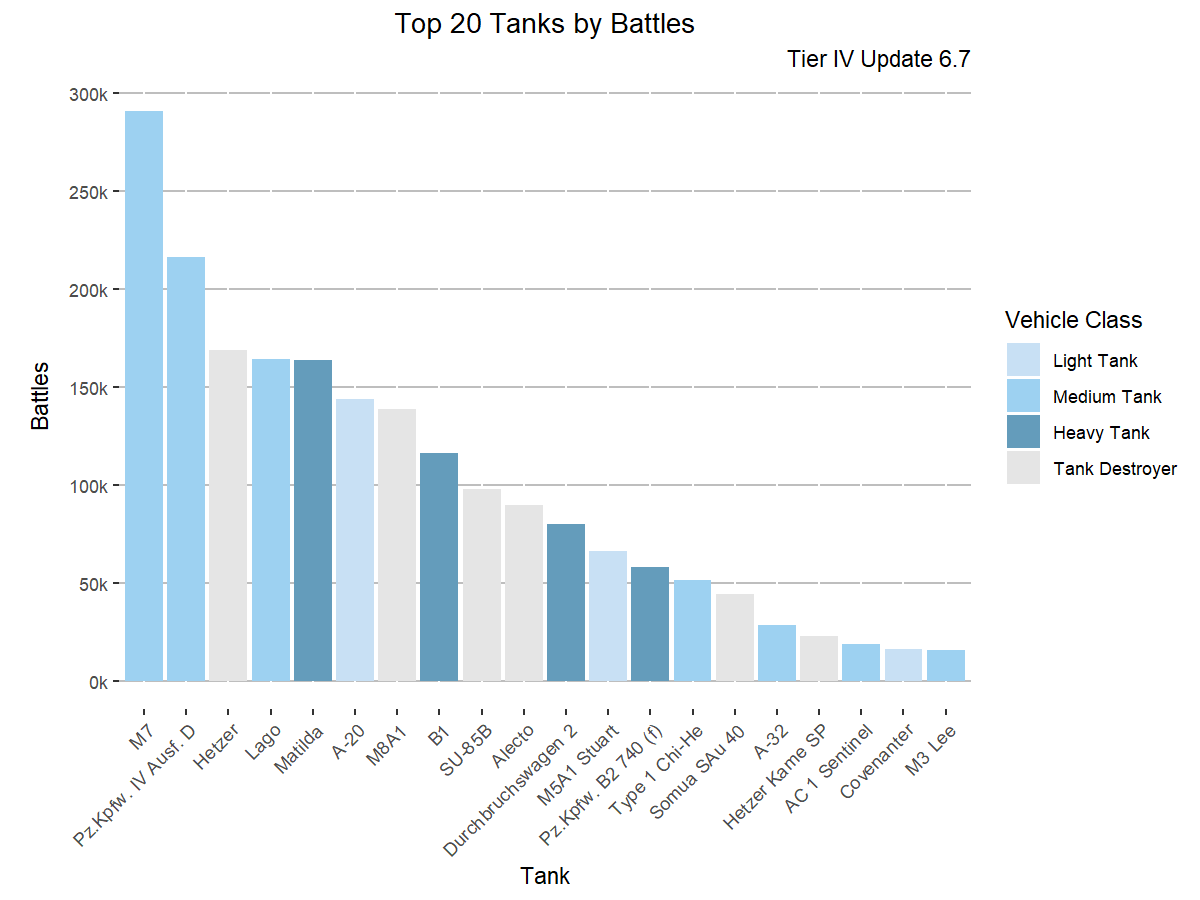 Top 20 Tanks by Battles
Tier IV Update 6.7
300k
250k
200k
150k
100k
50k
0k
Battles
M7
Pz.Kpfw. IV Ausf. D
Hetzer
Lago
Matilda
A-20
M8A1
B1
SU-85B
Alecto
Durchbruchswagen 2
M5A1 Stuart
Pz.Kpfw. B2 740 (f)
Type 1 Chi-He
Somua SAu 40
A-32
Hetzer Kame SP
AC 1 Sentinel
Covenanter
M3 Lee
Tank
Vehicle Class
Light Tank
Medium Tank
Heavy Tank
Tank Destroyer